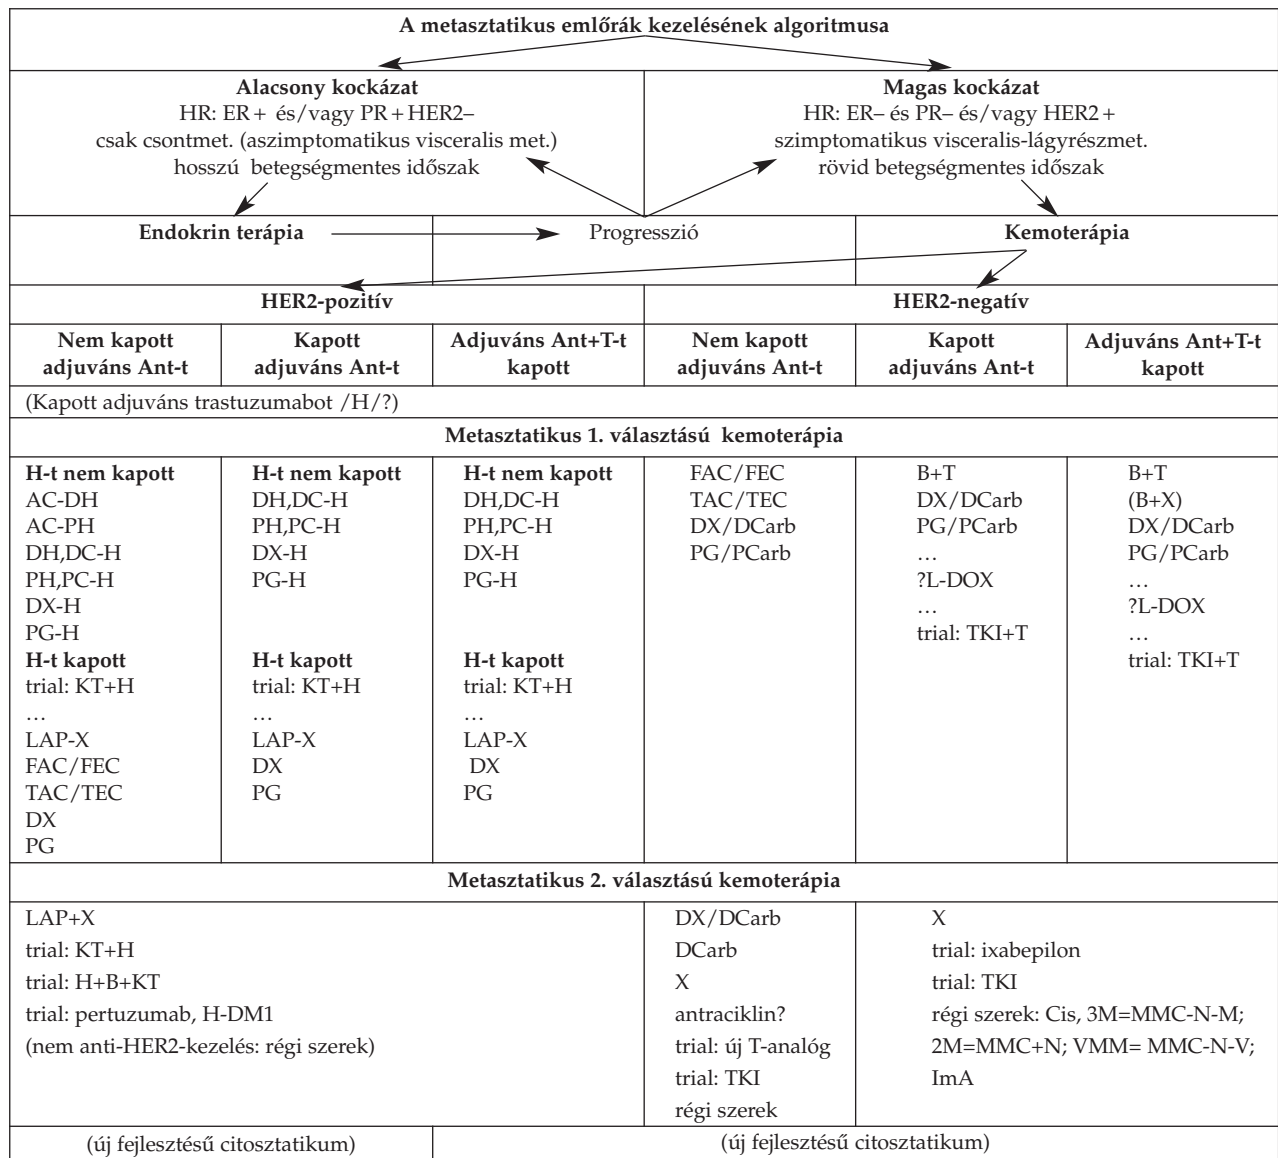 A metasztatikus emlőrák kezelésének algoritmusa
Alacsony kockázat
HR: ER+ és/vagy PR+HER2–
csak csontmet. (aszimptomatikus visceralis met.)
hosszú betegségmentes időszak
Magas kockázat
HR: ER– és PR– és/vagy HER2+
szimptomatikus visceralis-lágyrészmet.
rövid betegségmentes időszak
Endokrin terápia
Progresszió
Kemoterápia
HER2-pozitív
HER2-negatív
Nem kapott
adjuváns Ant-t
Kapott
adjuváns Ant-t
Adjuváns Ant+T-t
kapott
Nem kapott
adjuváns Ant-t
Kapott
adjuváns Ant-t
Adjuváns Ant+T-t
kapott
(Kapott adjuváns trastuzumabot /H/?)
Metasztatikus 1. választású kemoterápia
H-t nem kapott
AC-DH
AC-PH
DH,DC-H
PH,PC-H
DX-H
PG-H
H-t kapott
trial: KT+H
…
LAP-X
FAC/FEC
TAC/TEC
DX
PG
H-t nem kapott
DH,DC-H
PH,PC-H
DX-H
PG-H
H-t kapott
trial: KT+H
…
LAP-X
DX
PG
H-t nem kapott
DH,DC-H
PH,PC-H
DX-H
PG-H
H-t kapott
trial: KT+H
…
LAP-X
DX
PG
FAC/FEC
TAC/TEC
DX/DCarb
PG/PCarb
B+T
DX/DCarb
PG/PCarb
…
?L-DOX
…
trial: TKI+T
B+T
(B+X)
DX/DCarb
PG/PCarb
…
?L-DOX
…
trial: TKI+T
Metasztatikus 2. választású kemoterápia
LAP+X
trial: KT+H
trial: H+B+KT
trial: pertuzumab, H-DM1
(nem anti-HER2-kezelés: régi szerek)
DX/DCarb
DCarb
X
antraciklin?
trial: új T-analóg
trial: TKI
régi szerek
X
trial: ixabepilon
trial: TKI
régi szerek: Cis, 3M=MMC-N-M;
2M=MMC+N; VMM= MMC-N-V;
ImA
(új fejlesztésű citosztatikum)
(új fejlesztésű citosztatikum)